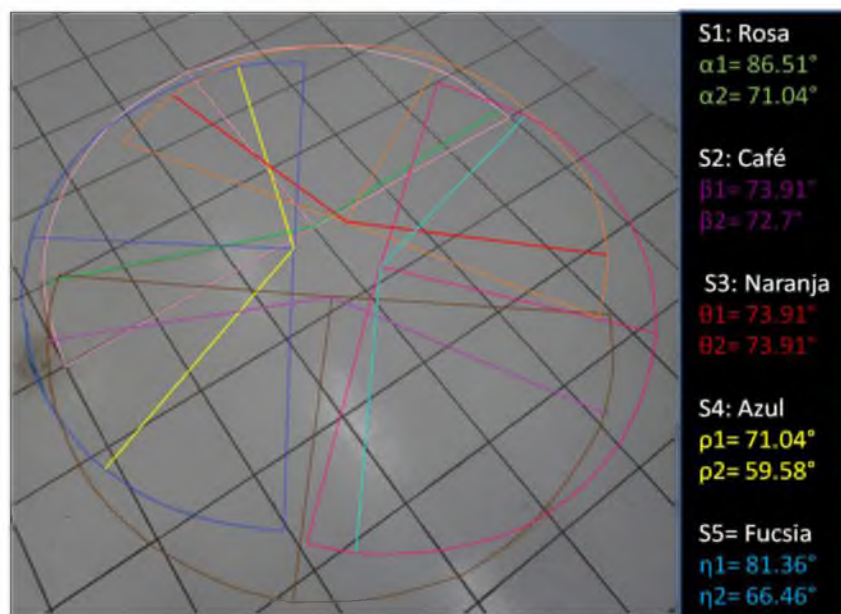 S1: Rosa
α1= 86.51°
α2= 71.04°
S2: Café
β1= 73.91°
β2= 72.7°
S3: Naranja
θ1= 73.91°
θ2= 73.91°
S4: Azul
ρ1= 71.04°
ρ2= 59.58°
S5= Fucsia
η1= 81.36°
η2= 66.46°